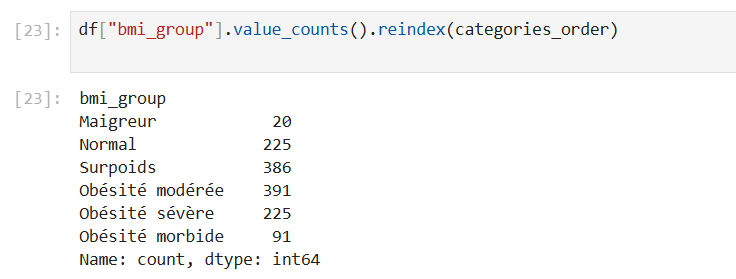 [23]: df["bmi_group"].value_counts().reindex(categories_order)
[23]: bmi_group
Maigreur 20
Normal 225
Surpoids 386
Obésité modérée 391
Obésité sévère 225
Obésité morbide 91
Name: count, dtype: int64